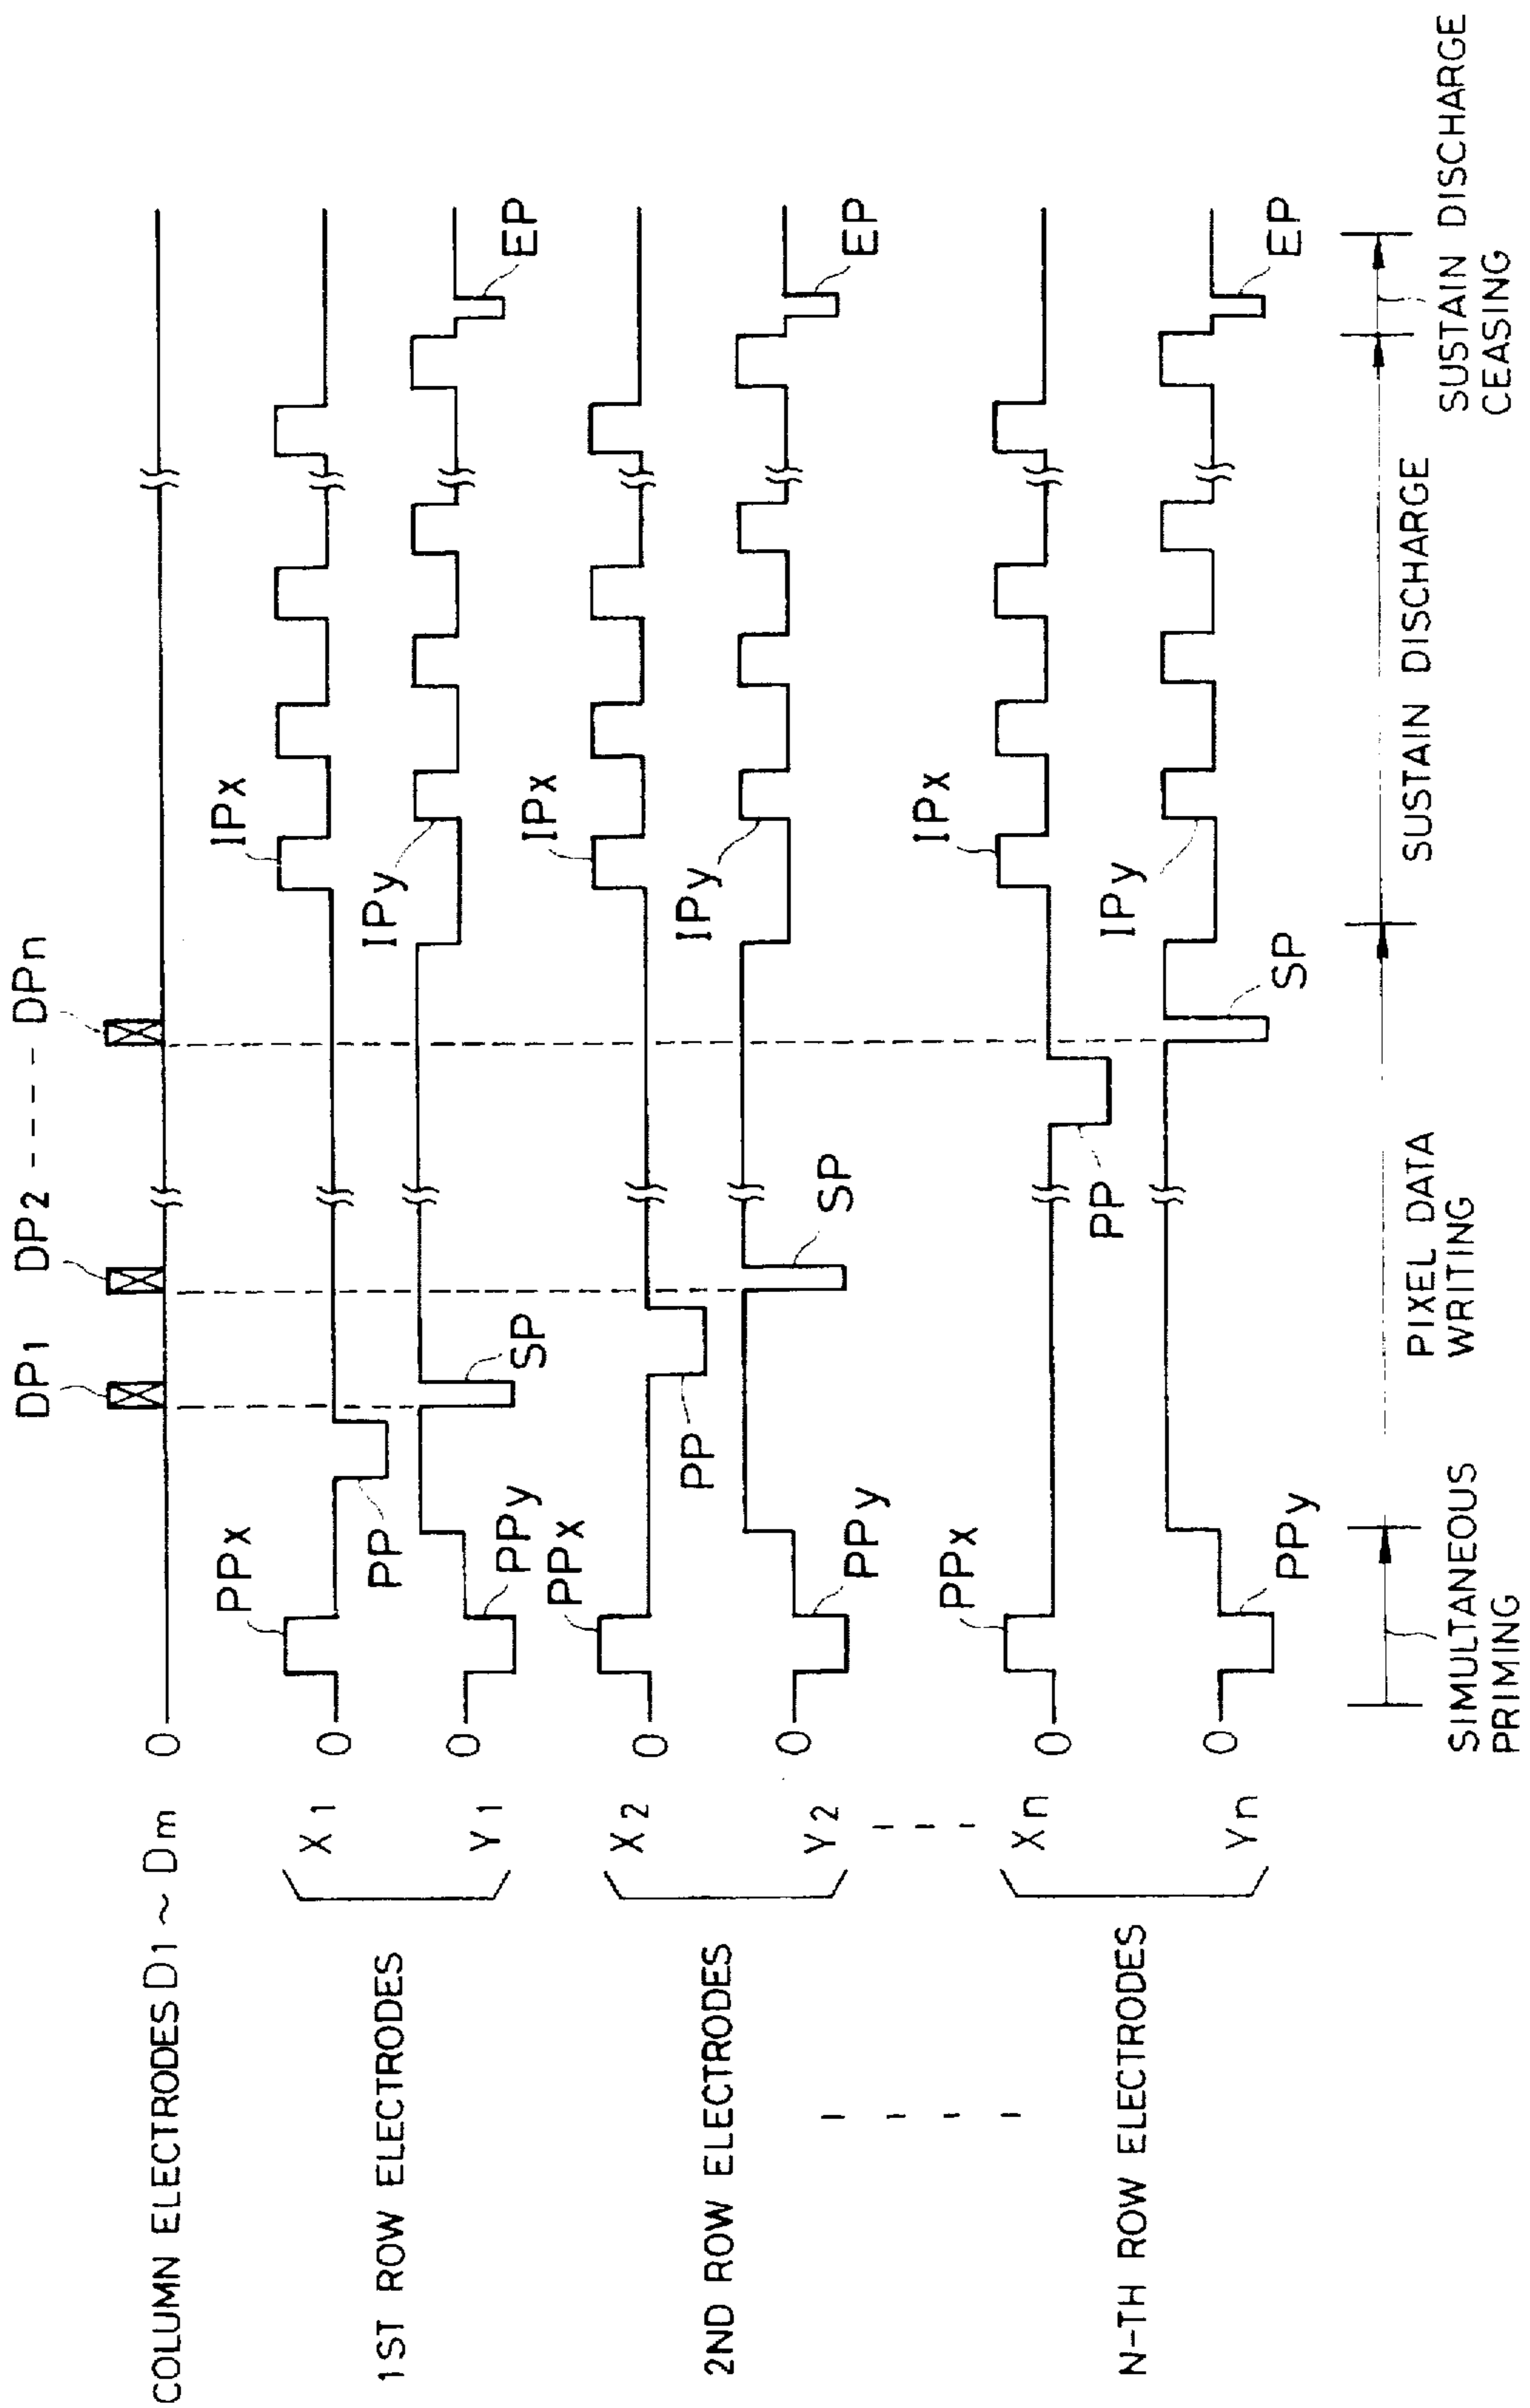 DP1 DP2 ---- DPn
COLUMN ELECTRODES D1 ~ Dm 0
PPx IPx
1ST ROW ELECTRODES
X1 0
PP IPy
Y1 0
PPy SP EP
PPx IPx
2ND ROW ELECTRODES
X2 0
PP IPy
Y2 0
PPy SP EP
PPx IPx
N-TH ROW ELECTRODES
Xn 0
PP IPy
Yn 0
PPy SP EP
SIMULTANEOUS
PRIMING
PIXEL DATA
WRITING
SUSTAIN DISCHARGE
SUSTAIN DISCHARGE
CEASING